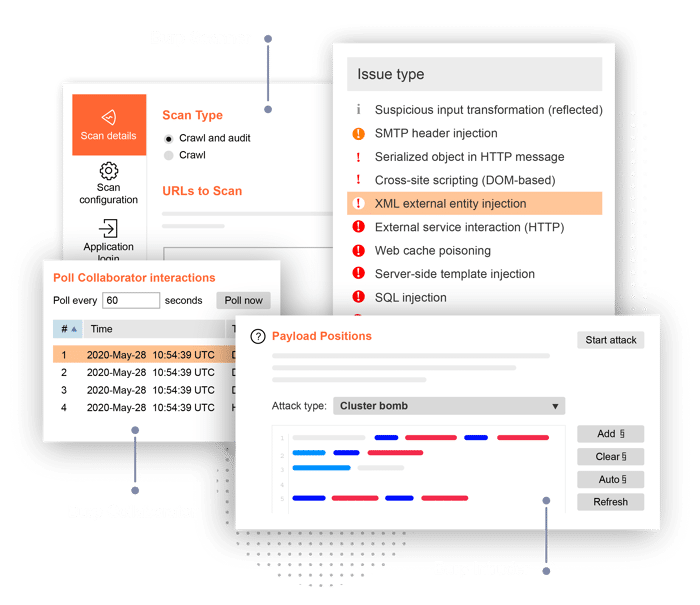 Issue type
Suspicious input transformation (reflected)
SMTP header injection
Serialized object in HTTP message
Cross-site scripting (DOM-based)
XML external entity injection
External service interaction (HTTP)
Web cache poisoning
Server-side template injection
SQL injection
Scan details
Scan configuration
Application login
Scan Type
Crawl and audit
Crawl
URLs to Scan
Poll Collaborator interactions
Poll every 60 seconds Poll now
# Time
1 2020-May-28 10:54:39 UTC D
2 2020-May-28 10:54:39 UTC D
3 2020-May-28 10:54:39 UTC D
4 2020-May-28 10:54:39 UTC H
Payload Positions
Start attack
Attack type: Cluster bomb
1
2
3
4
5
Add §
Clear §
Auto §
Refresh